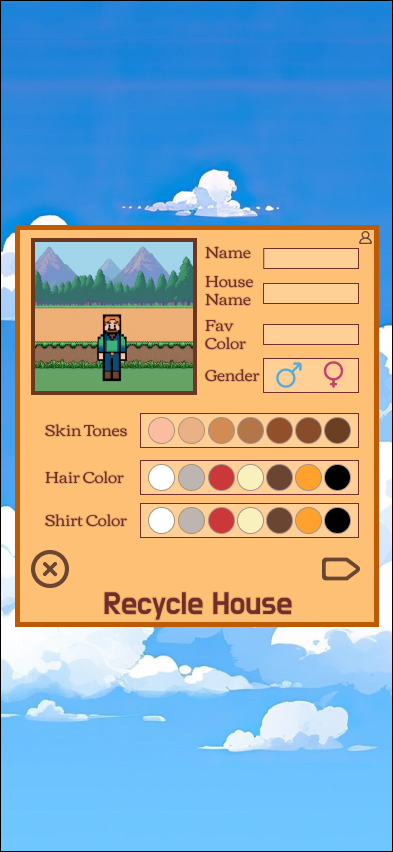 Name
House
Name
Fav
Color
Gender
Skin Tones
Hair Color
Shirt Color
Recycle House